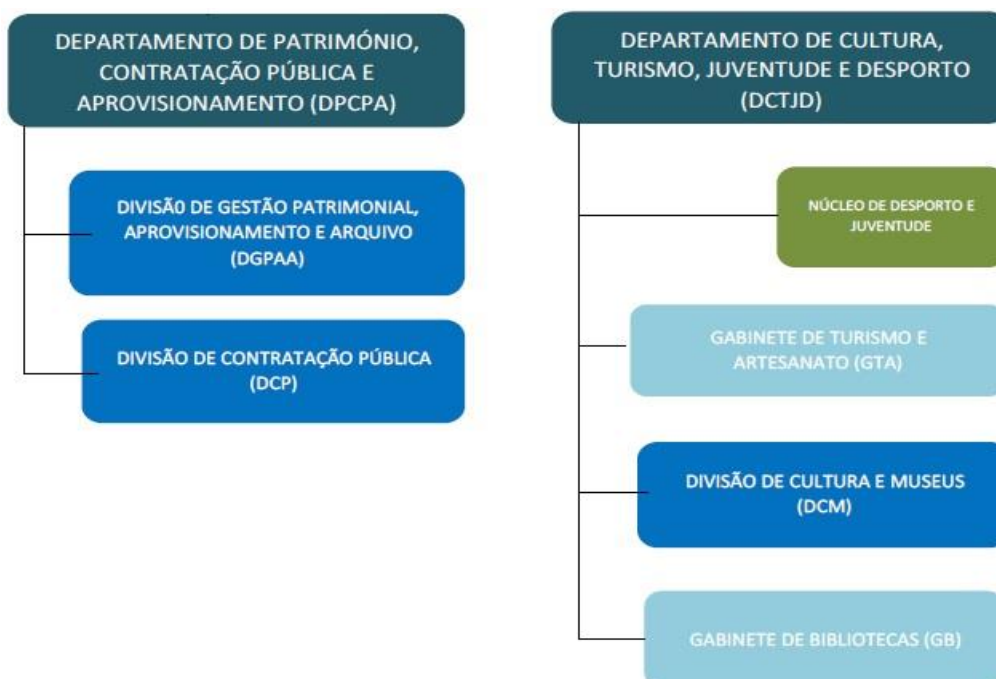 DEPARTAMENTO DE PATRIMÓNIO,
CONTRATAÇÃO PÚBLICA E
APROVISIONAMENTO (DPCPA)
DIVISÃ0 DE GESTÃO PATRIMONIAL,
APROVISIONAMENTO E ARQUIVO
(DGPAA)
DIVISÃO DE CONTRATAÇÃO PÚBLICA
(DCP)
DEPARTAMENTO DE CULTURA,
TURISMO, JUVENTUDE E DESPORTO
(DCTJD)
NÚCLEO DE DESPORTO E
JUVENTUDE
GABINETE DE TURISMO E
ARTESANATO (GTA)
DIVISÃO DE CULTURA E MUSEUS
(DCM)
GABINETE DE BIBLIOTECAS (GB)